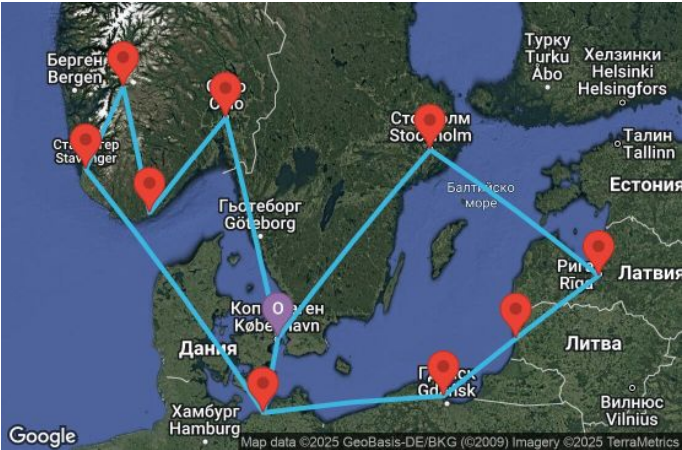 Турку
Turku
Åbo
Хелзинки
Helsinki
Helsingfors
Берген
Bergen
Stavanger
Stockholm
Талин
Tallinn
Балтийско
море
Естония
Гьотеборг
Göteborg
Рига
Rīga
Латвия
København
Дания
Литва
Gdańsk
Хамбург
Hamburg
Вилнюс
Vilnius
Google
Map data ©2025 GeoBasis-DE/BKG (©2009) Imagery ©2025 TerraMetrics
O